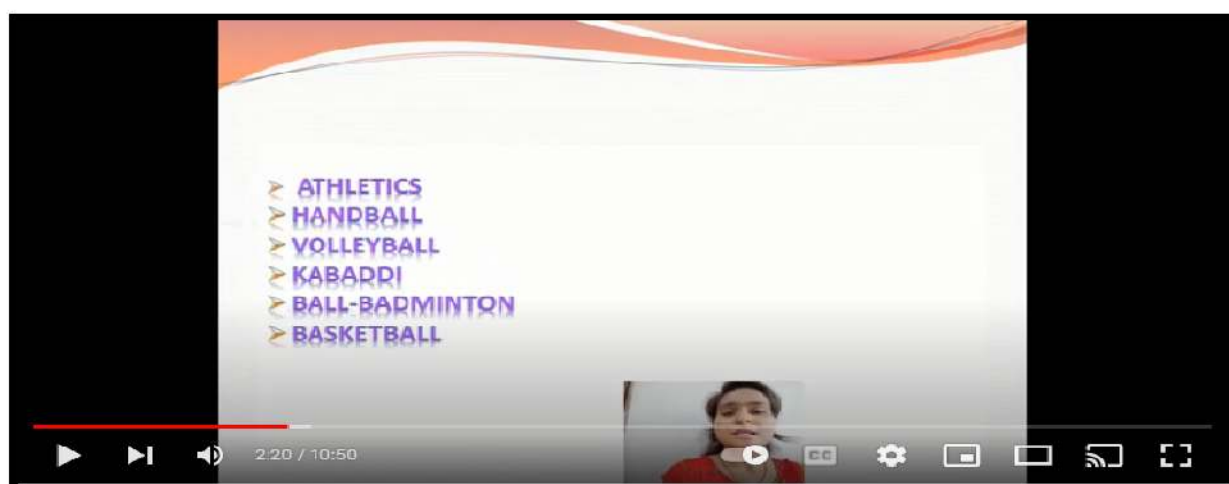 ATHLETICS
HANDBALL
VOLLEYBALL
KABADDI
BALL-BADMINTON
BASKETBALL
2:20 / 10:50
CC